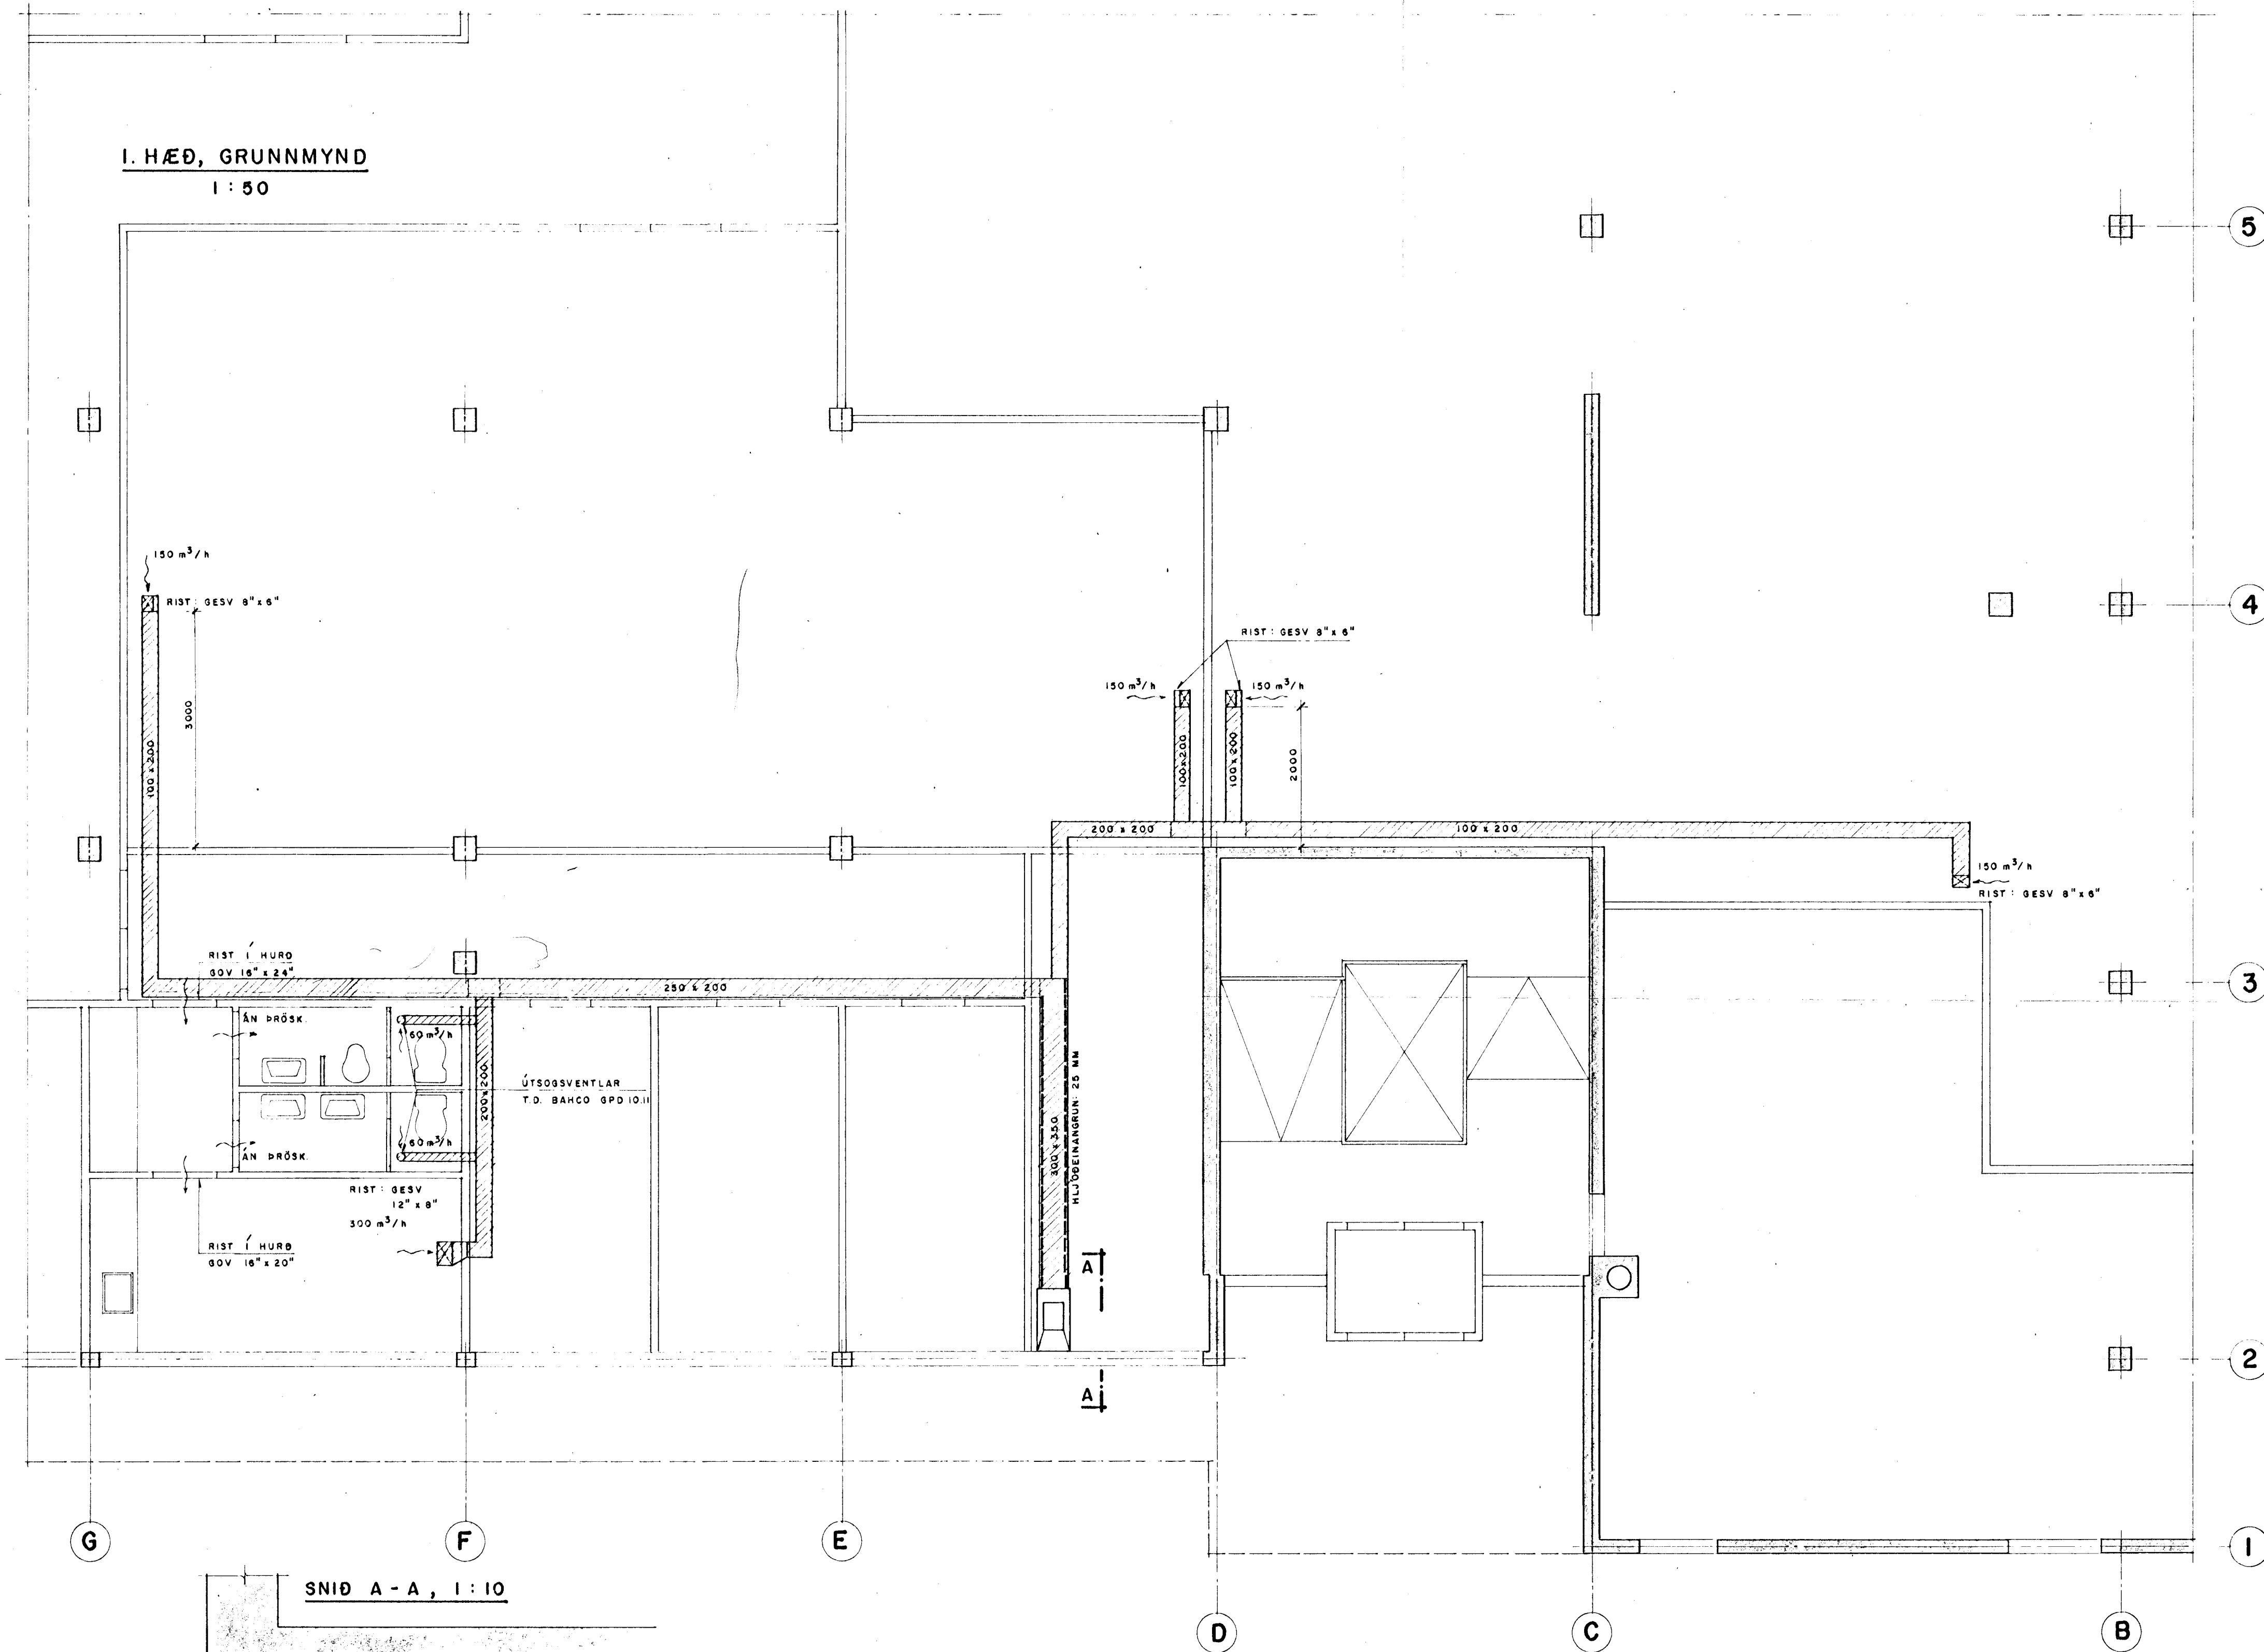 1. HÆÐ, GRUNNMYND
1 : 50
5
150 m³/h
RIST : GESV 8" x 6"
4
3000
100 x 200
RIST : GESV 8" x 6"
150 m³/h
150 m³/h
100 x 200
100 x 200
2000
200 x 200
100 x 200
150 m³/h
RIST : GESV 8" x 6"
RIST Í HURÐ
GOV 16" x 24"
250 x 200
3
ÁN ÞRÖSK.
60 m³/h
200 x 200
ÚTSOGSVENTLAR
T.D. BAHCO GPD 10.11
300 x 350
HLJÓÐEINANGRUN: 25 MM
60 m³/h
ÁN ÞRÖSK.
RIST : GESV
12" x 8"
300 m³/h
RIST Í HURÐ
GOV 16" x 20"
A
A
2
G
F
E
1
SNIÐ A - A , 1 : 10
D
C
B